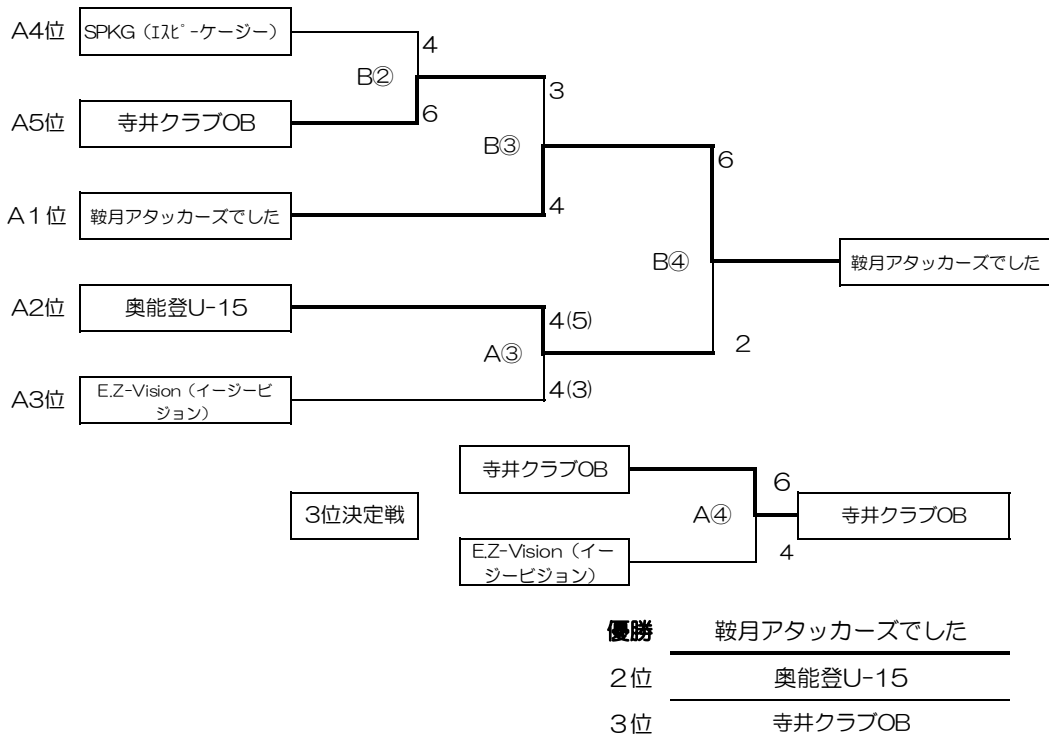 A4位
SPKG（ｴｽﾋﾟｰケージー）
4
B②
3
A5位
寺井クラブOB
6
B③
6
A１位
鞍月アタッカーズでした
4
B④
鞍月アタッカーズでした
A2位
奥能登U-15
4(5)
A③
2
A3位
E.Z-Vision（イージービ
ジョン）
4(3)
寺井クラブOB
6
3位決定戦
A④
寺井クラブOB
E.Z-Vision（イー
ジービジョン）
4
優勝
鞍月アタッカーズでした
２位
奥能登U-15
３位
寺井クラブOB